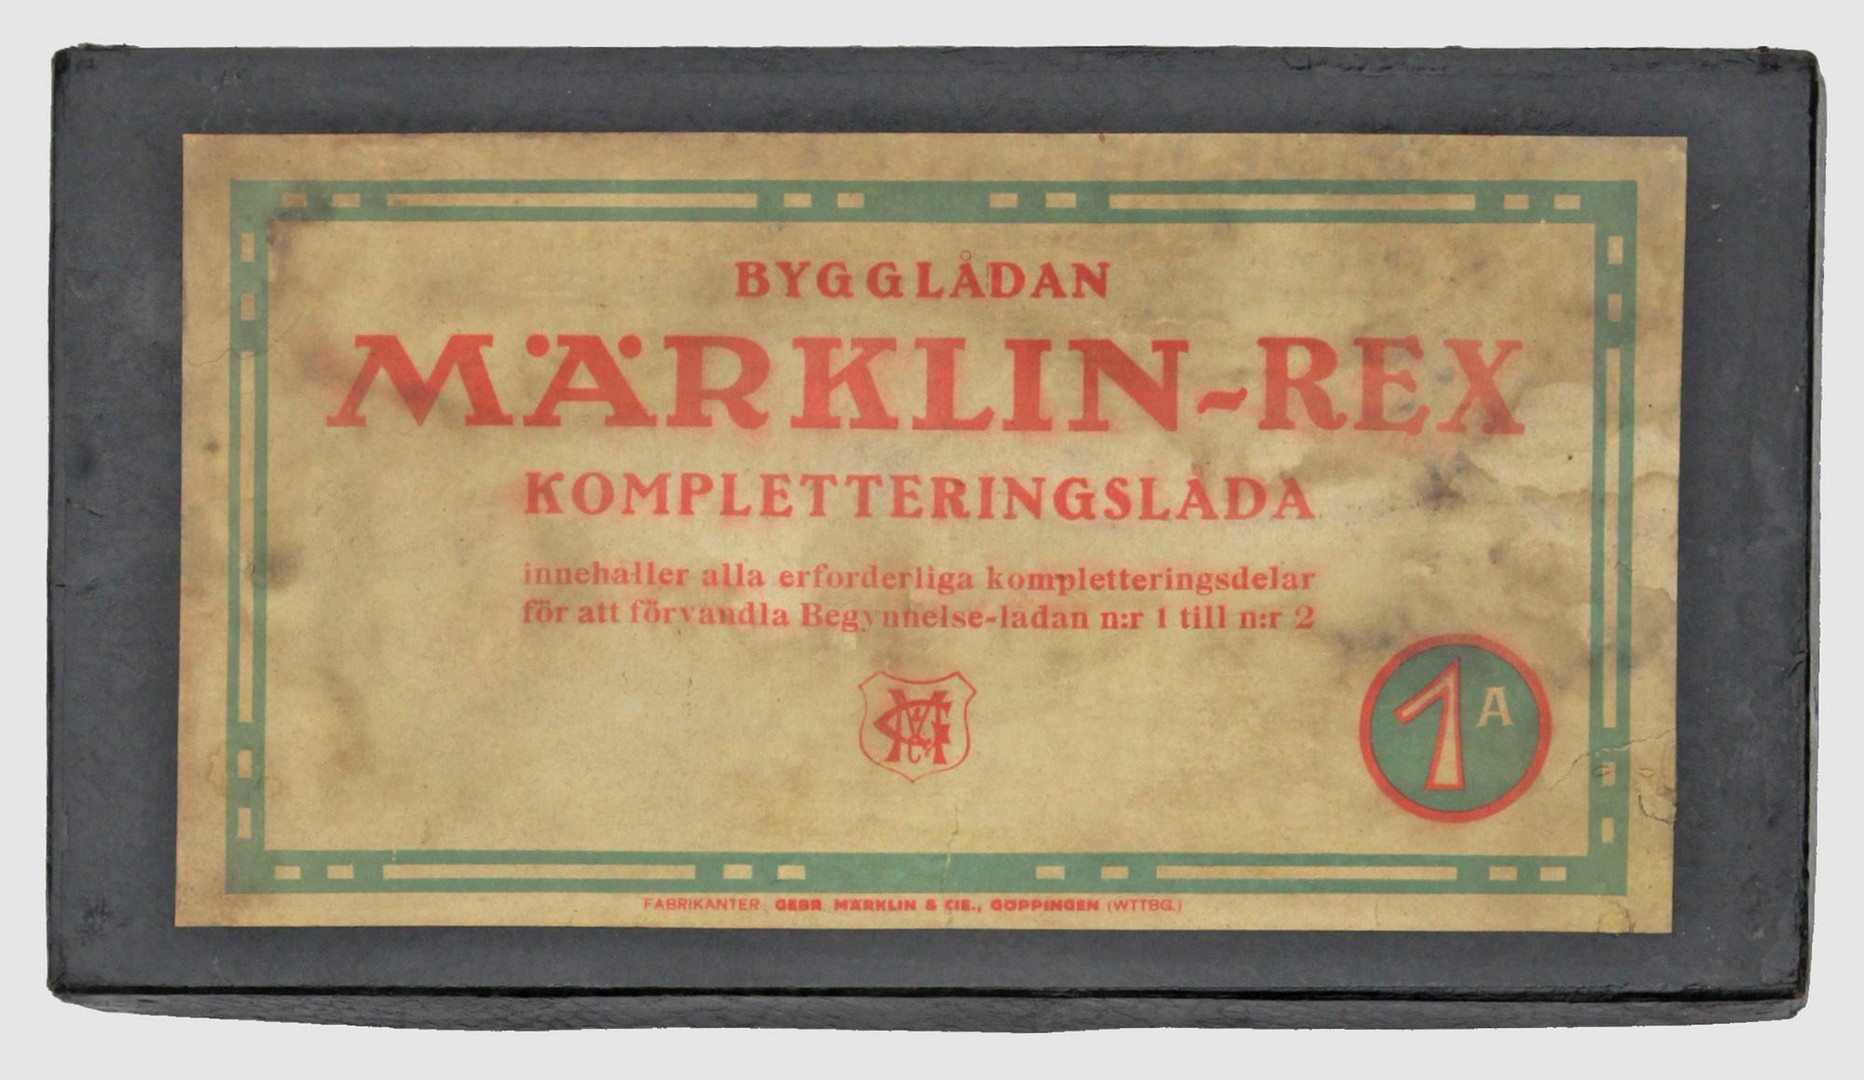 BYGGLÅDAN
MÄRKLIN-REX
KOMPLETTERINGSLÅDA
innehåller alla erforderliga kompletteringsdelar
för att förvandla Begynnelse-lådan n:r 1 till n:r 2
1 A
FABRIKANTER GEBR. MÄRKLIN & CIE., GÖPPINGEN (WTTBG.)